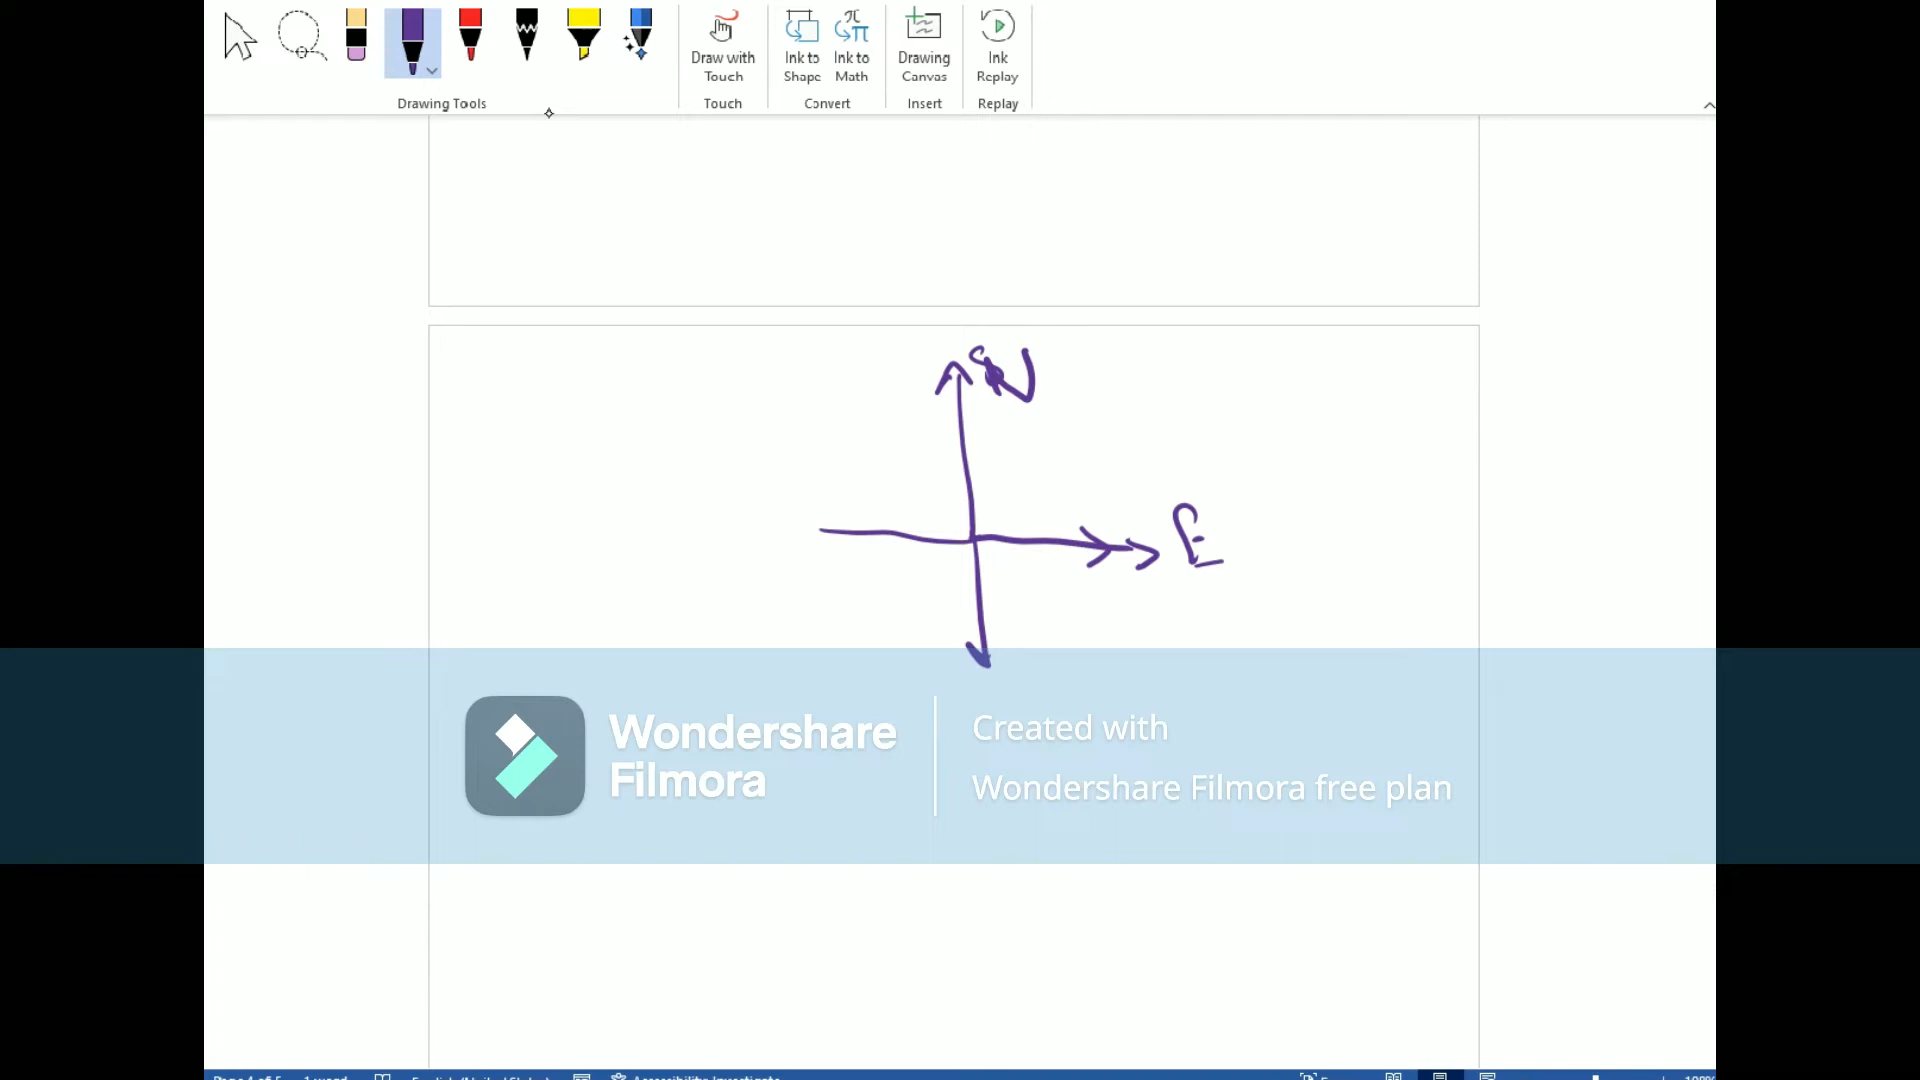 Draw with Touch
Ink to Shape
Ink to Math
Drawing Canvas
Ink Replay
Drawing Tools
Touch
Convert
Insert
Replay
N
E
Wondershare
Filmora
Created with
Wondershare Filmora free plan